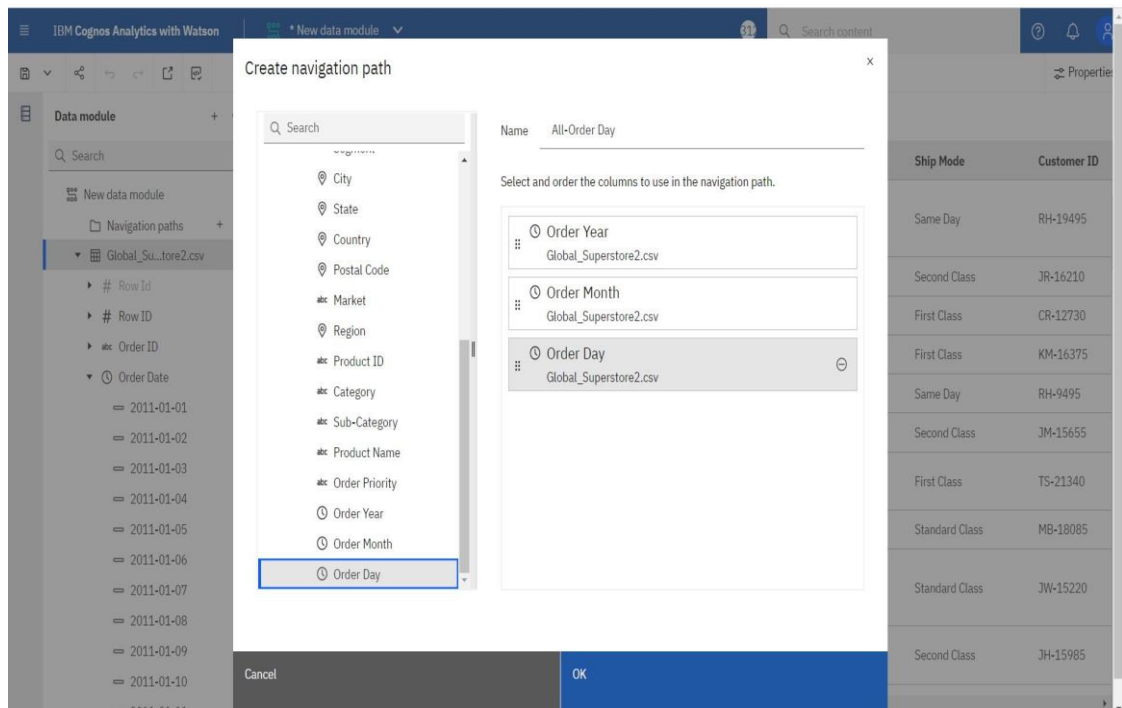 IBM Cognos Analytics with Watson
* New data module
31
Search content
Properties
Create navigation path
x
Data module
+
Search
New data module
Navigation paths
+
Global_Su...tore2.csv
# Row Id
# Row ID
abc Order ID
Order Date
2011-01-01
2011-01-02
2011-01-03
2011-01-04
2011-01-05
2011-01-06
2011-01-07
2011-01-08
2011-01-09
2011-01-10
Search
City
State
Country
Postal Code
abc Market
Region
abc Product ID
abc Category
abc Sub-Category
abc Product Name
abc Order Priority
Order Year
Order Month
Order Day
Name All-Order Day
Select and order the columns to use in the navigation path.
Order Year
Global_Superstore2.csv
Order Month
Global_Superstore2.csv
Order Day
Global_Superstore2.csv
Cancel
OK
Ship Mode Customer ID
Same Day RH-19495
Second Class JR-16210
First Class CR-12730
First Class KM-16375
Same Day RH-9495
Second Class JM-15655
First Class TS-21340
Standard Class MB-18085
Standard Class JW-15220
Second Class JH-15985